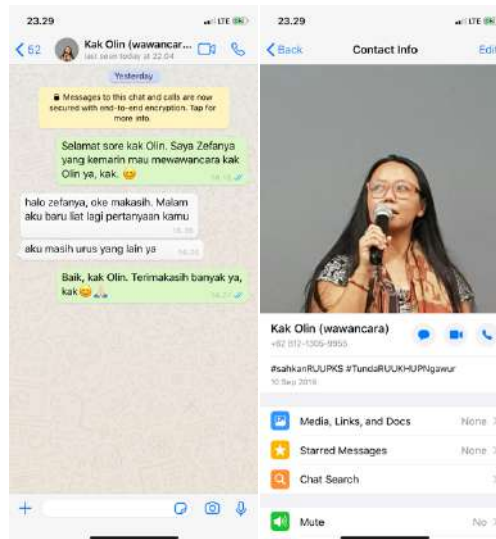 23.29
LTE
52
Kak Olin (wawancar...
last seen today at 22.04
Yesterday
Messages to this chat and calls are now
secured with end-to-end encryption. Tap for
more info.
Selamat sore kak Olin. Saya Zefanya
yang kemarin mau mewawancara kak
Olin ya, kak. 😊
halo zefanya, oke makasih. Malam
aku baru liat lagi pertanyaan kamu
aku masih urus yang lain ya
Baik, kak Olin. Terimakasih banyak ya,
kak😊🙏🏻
23.29
LTE
Back
Contact Info
Edit
Kak Olin (wawancara)
#sahkanRUUPKS #TundaRUUKHUPNgawur
Media, Links, and Docs
None
Starred Messages
None
Chat Search
Mute
No